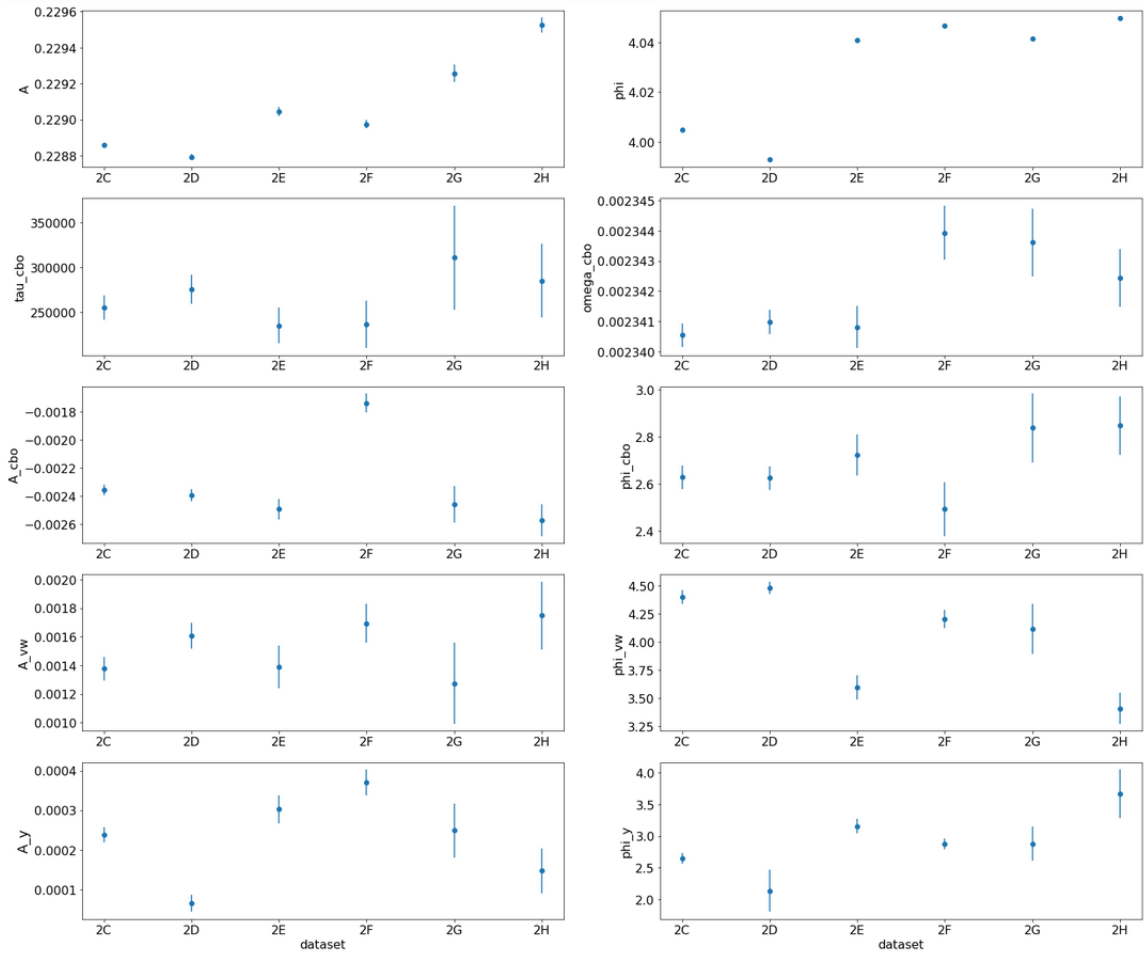 0.2296
0.2294
0.2292
0.2290
0.2288
A
2C 2D 2E 2F 2G 2H
4.04
4.02
4.00
phi
2C 2D 2E 2F 2G 2H
350000
300000
250000
tau_cbo
2C 2D 2E 2F 2G 2H
0.002345
0.002344
0.002343
0.002342
0.002341
0.002340
omega_cbo
2C 2D 2E 2F 2G 2H
−0.0018
−0.0020
−0.0022
−0.0024
−0.0026
A_cbo
2C 2D 2E 2F 2G 2H
3.0
2.8
2.6
2.4
phi_cbo
2C 2D 2E 2F 2G 2H
0.0020
0.0018
0.0016
0.0014
0.0012
0.0010
A_vw
2C 2D 2E 2F 2G 2H
4.50
4.25
4.00
3.75
3.50
3.25
phi_vw
2C 2D 2E 2F 2G 2H
0.0004
0.0003
0.0002
0.0001
A_y
2C 2D 2E 2F 2G 2H
dataset
4.0
3.5
3.0
2.5
2.0
phi_y
2C 2D 2E 2F 2G 2H
dataset